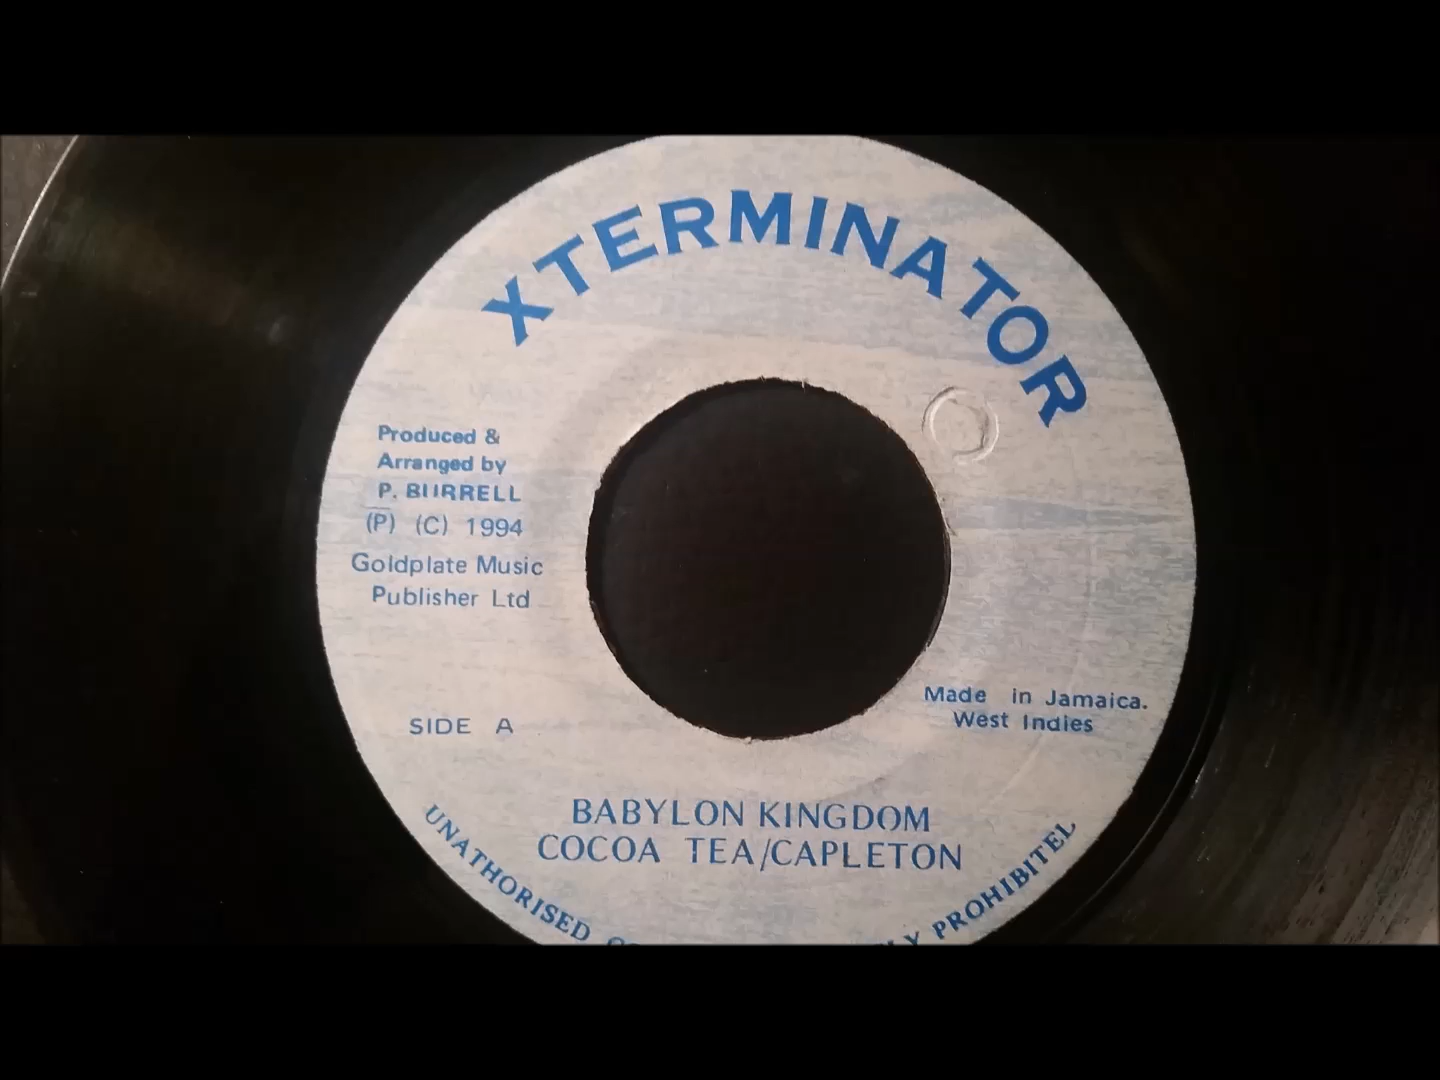 XTERMINATOR
Produced &
Arranged by
P. BURRELL
(P) (C) 1994
Goldplate Music
Publisher Ltd
Made in Jamaica.
West Indies
SIDE A
BABYLON KINGDOM
COCOA TEA/CAPLETON
UNATHORISED PROHIBITEL